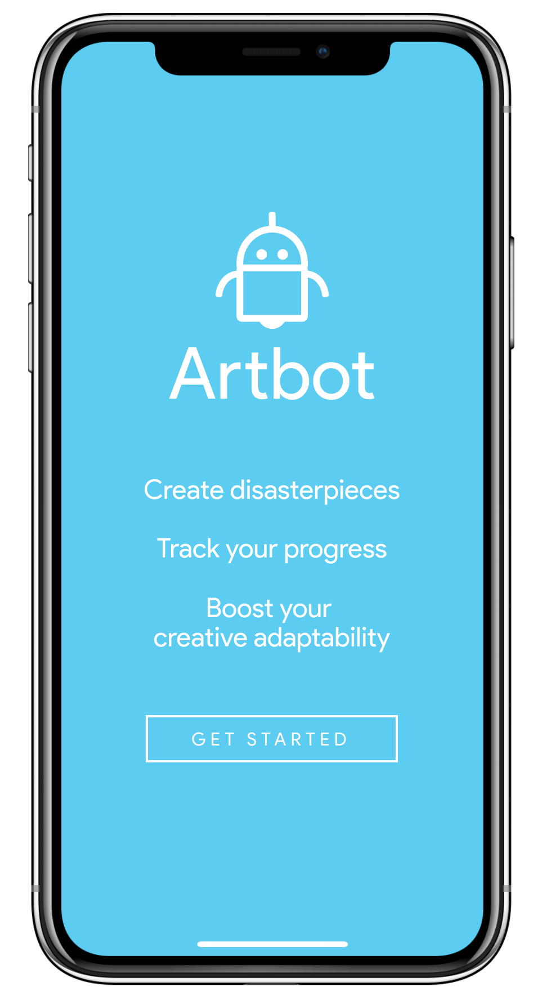 Artbot
Create disasterpieces
Track your progress
Boost your
creative adaptability
GET STARTED